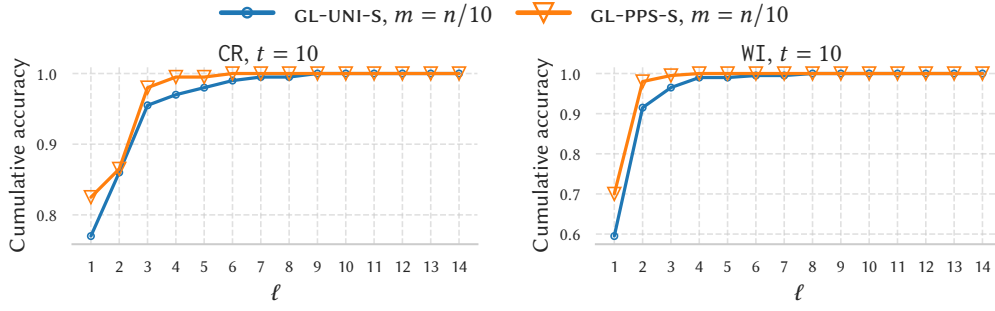 GL-UNI-S, m = n/10 GL-PPS-S, m = n/10
CR, t = 10
Cumulative accuracy
1.0
0.9
0.8
1 2 3 4 5 6 7 8 9 10 11 12 13 14
ℓ
WI, t = 10
Cumulative accuracy
1.0
0.9
0.8
0.7
0.6
1 2 3 4 5 6 7 8 9 10 11 12 13 14
ℓ